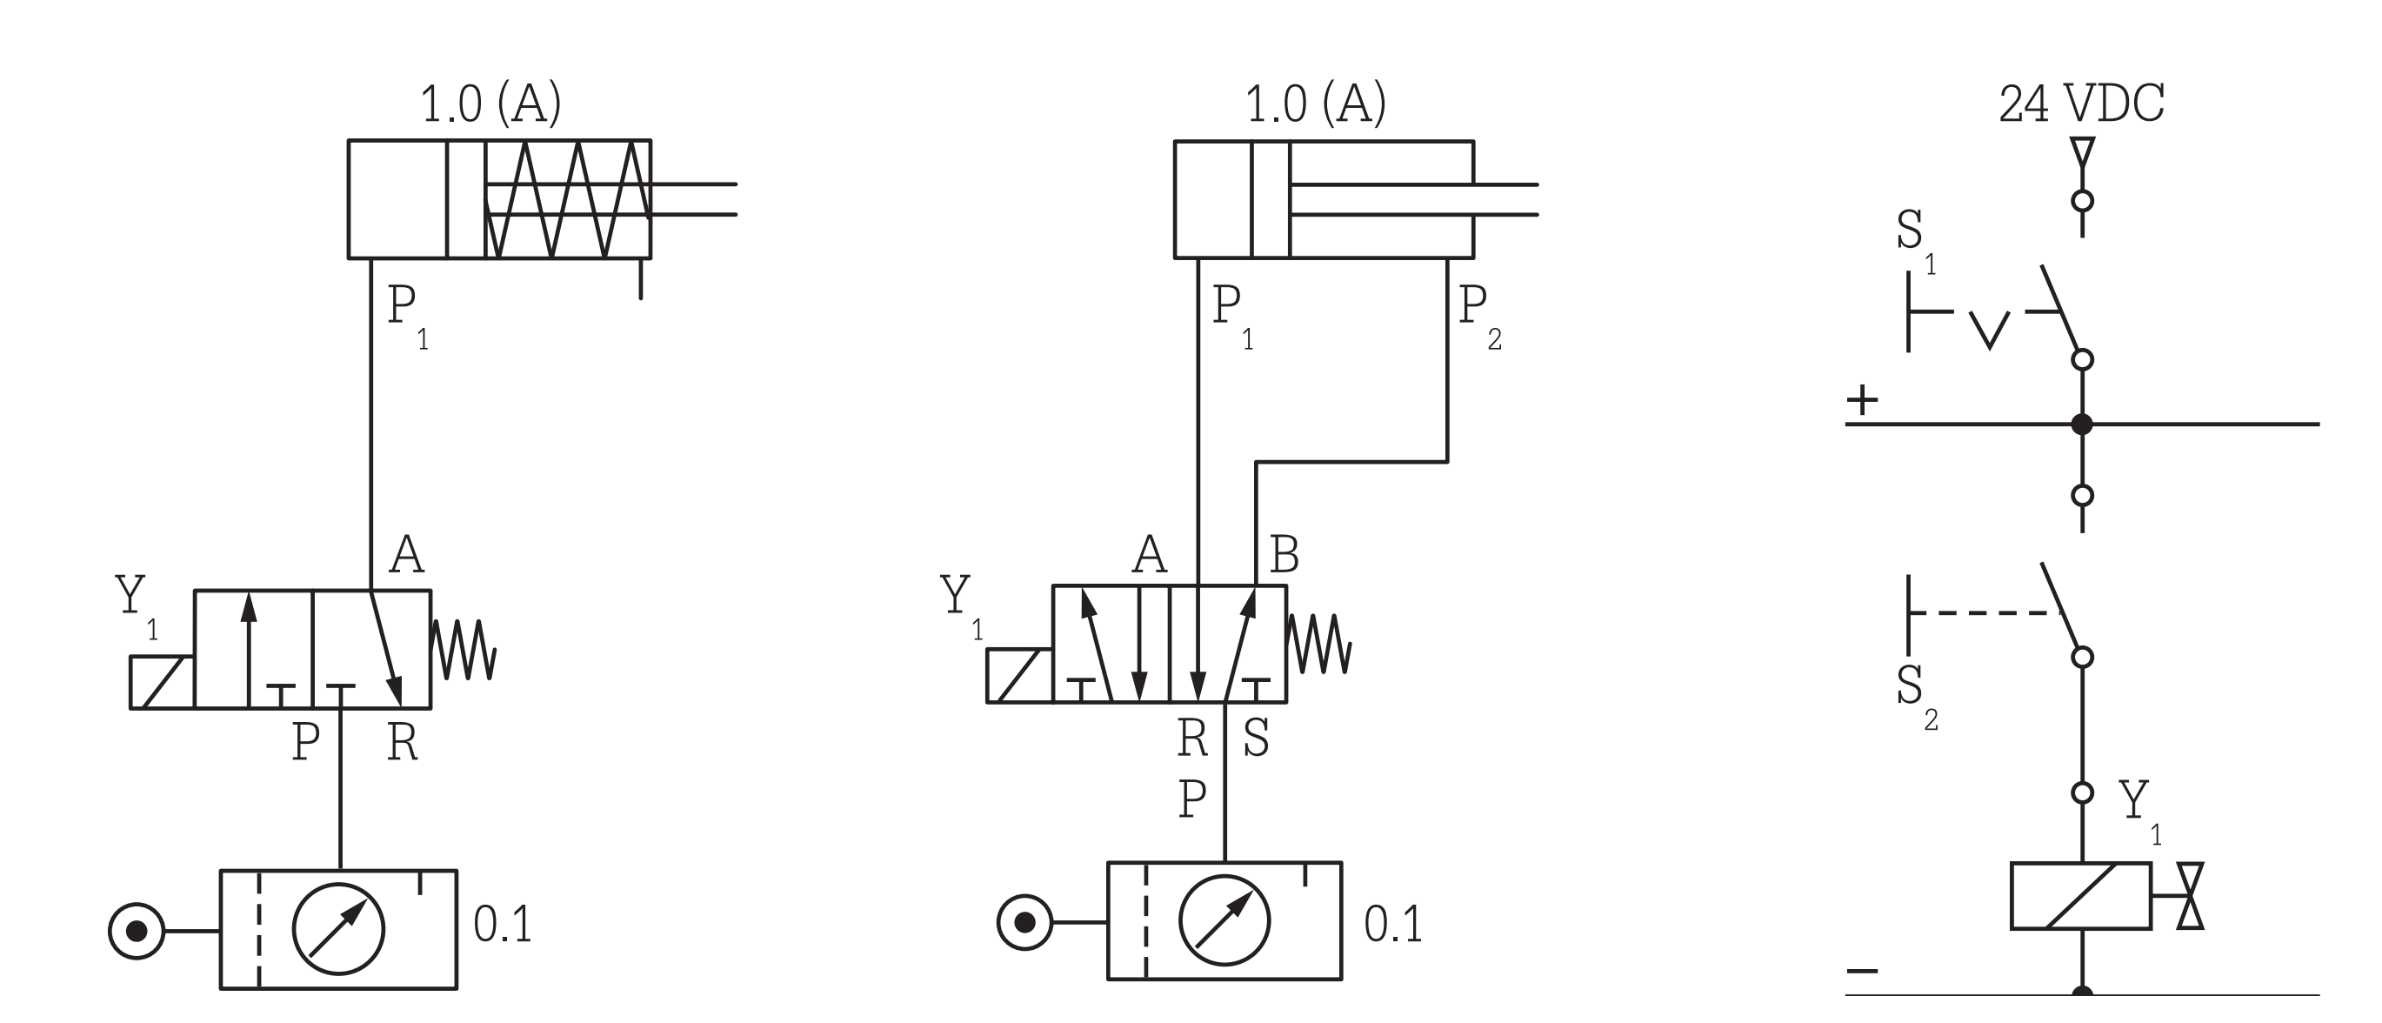 1.0 (A)
P1
A
Y1
P R
0.1
1.0 (A)
P1 P2
A B
Y1
R S
P
0.1
24 VDC
S1
+
S2
Y1
−